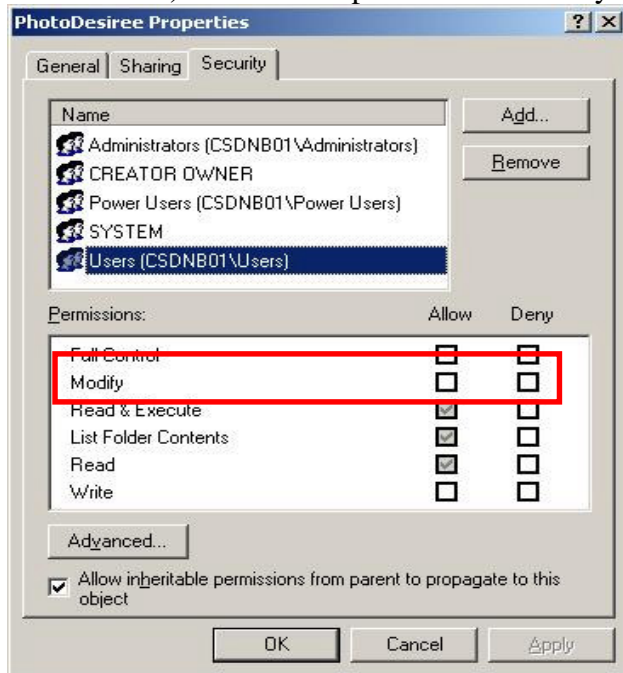 PhotoDesiree Properties
General Sharing Security
Name
Add...
Administrators (CSDNB01\Administrators)
Remove
CREATOR OWNER
Power Users (CSDNB01\Power Users)
SYSTEM
Users (CSDNB01\Users)
Permissions: Allow Deny
Full Control
Modify
Read & Execute
List Folder Contents
Read
Write
Advanced...
Allow inheritable permissions from parent to propagate to this
object
OK Cancel Apply